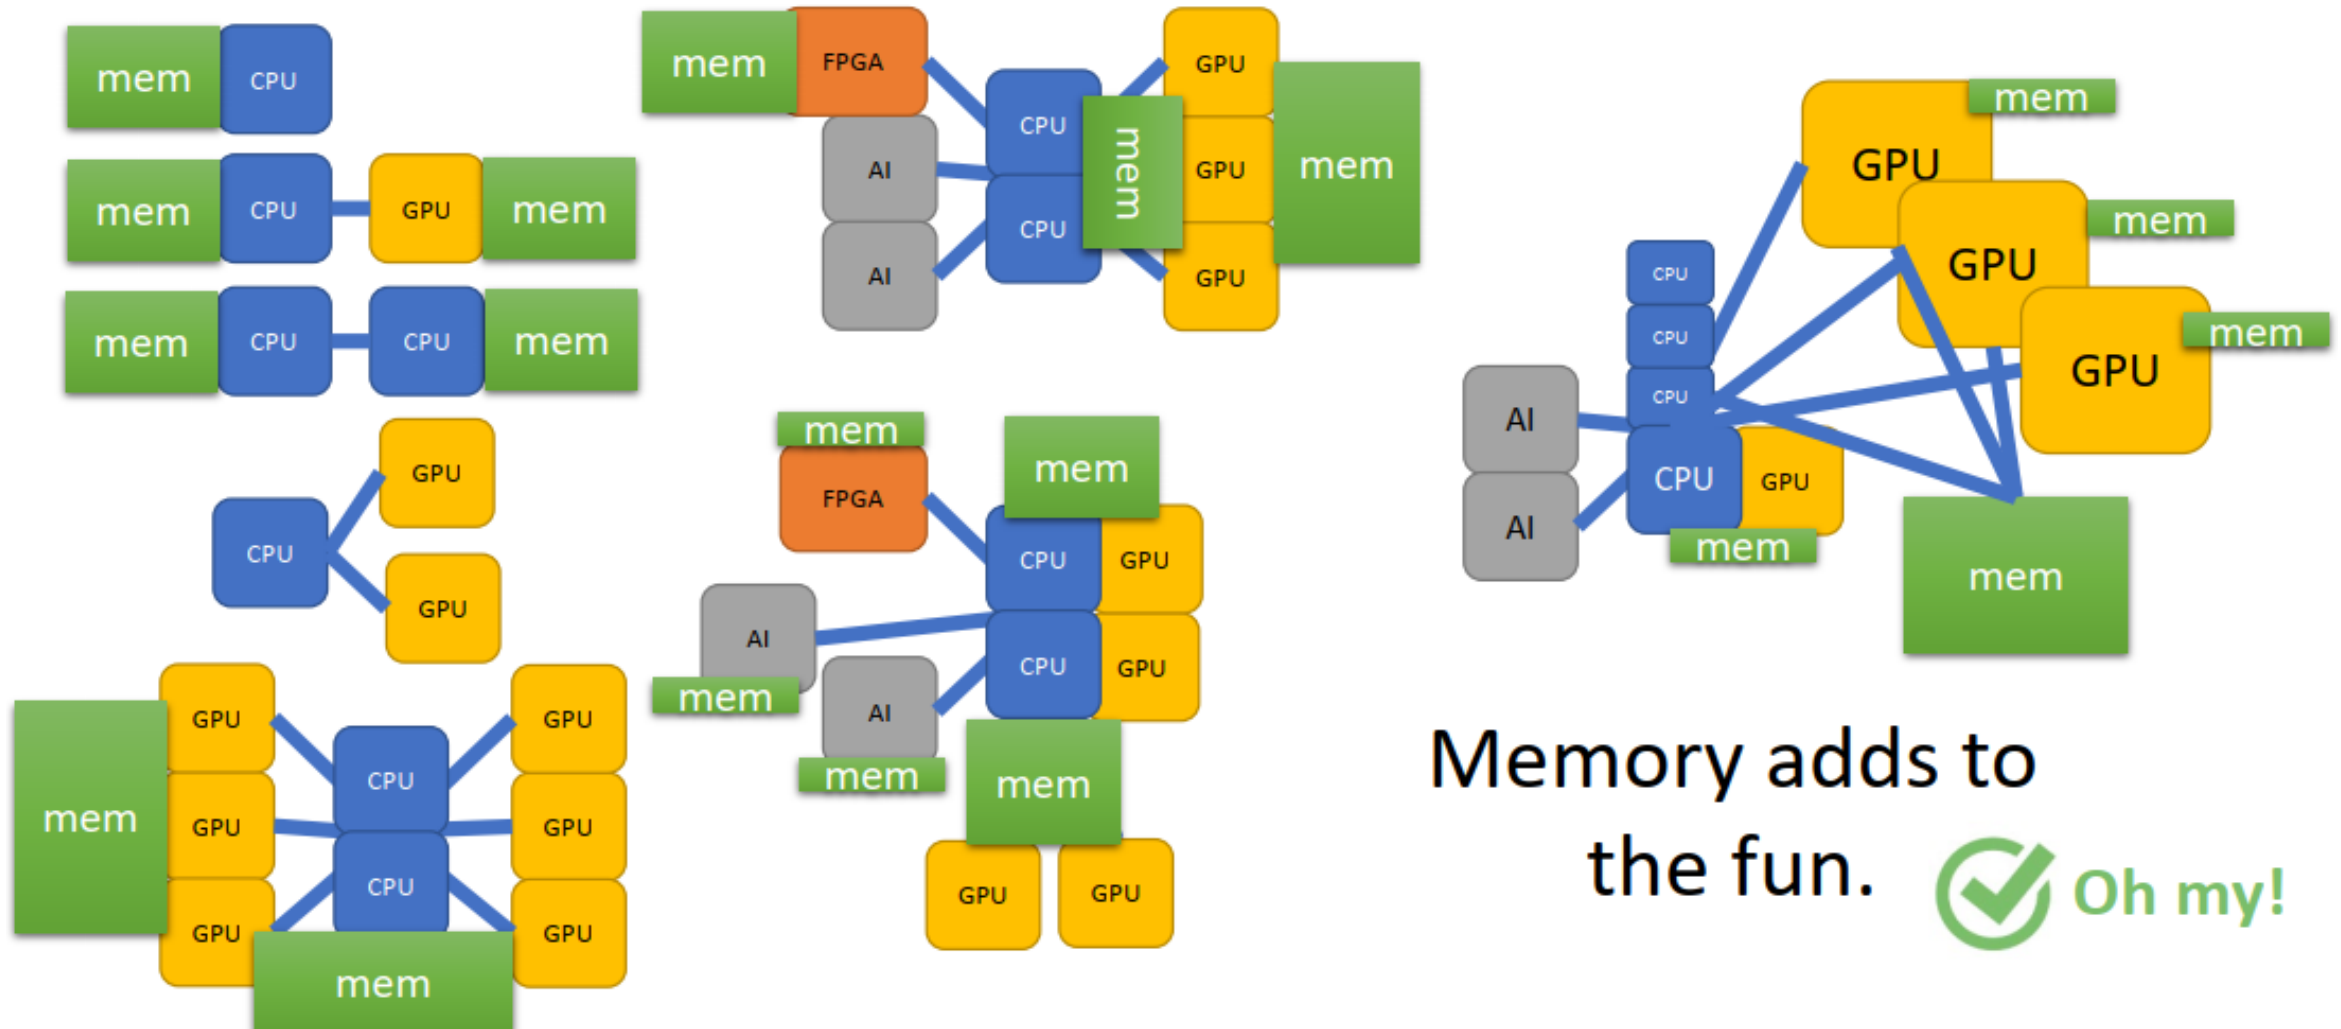 mem CPU
mem CPU GPU mem
mem CPU CPU mem
GPU
CPU
GPU
GPU GPU
CPU
mem GPU GPU
CPU
GPU GPU
mem
mem FPGA GPU
CPU
AI mem GPU mem
CPU
AI GPU
mem
mem
FPGA
CPU GPU
AI
CPU GPU
mem
AI
mem
mem
GPU GPU
mem
GPU
mem
GPU
CPU
mem
CPU
GPU
CPU
AI
CPU GPU
AI
mem
mem
Memory adds to
the fun.
Oh my!